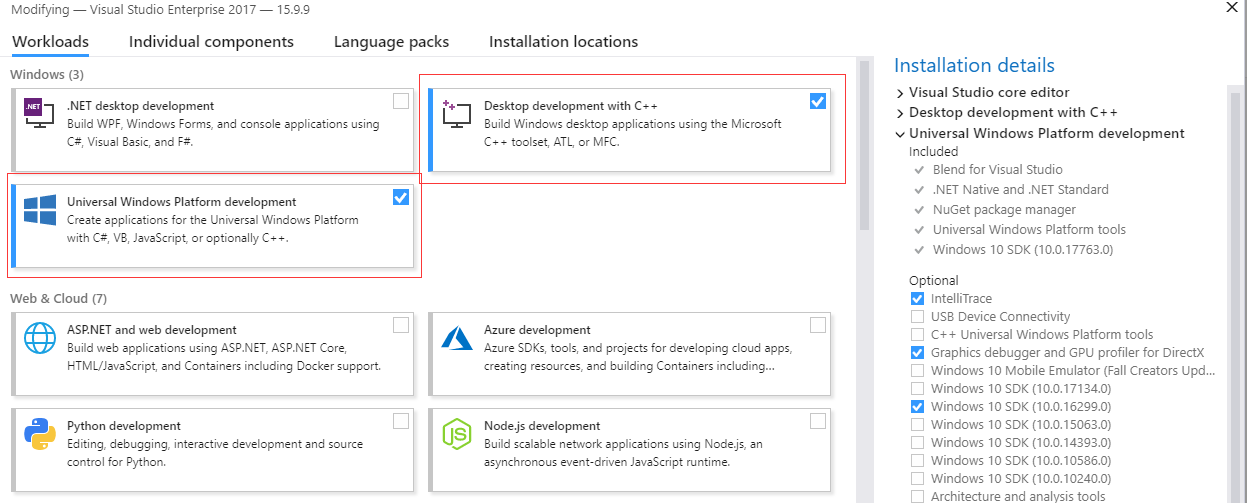 Modifying — Visual Studio Enterprise 2017 — 15.9.9
Workloads Individual components Language packs Installation locations
Windows (3)
.NET
.NET desktop development
Build WPF, Windows Forms, and console applications using
C#, Visual Basic, and F#.
Desktop development with C++
Build Windows desktop applications using the Microsoft
C++ toolset, ATL, or MFC.
Universal Windows Platform development
Create applications for the Universal Windows Platform
with C#, VB, JavaScript, or optionally C++.
Web & Cloud (7)
ASP.NET and web development
Build web applications using ASP.NET, ASP.NET Core,
HTML/JavaScript, and Containers including Docker support.
Azure development
Azure SDKs, tools, and projects for developing cloud apps,
creating resources, and building Containers including...
Python development
Editing, debugging, interactive development and source
control for Python.
JS
Node.js development
Build scalable network applications using Node.js, an
asynchronous event-driven JavaScript runtime.
Installation details
Visual Studio core editor
Desktop development with C++
Universal Windows Platform development
Included
Blend for Visual Studio
.NET Native and .NET Standard
NuGet package manager
Universal Windows Platform tools
Windows 10 SDK (10.0.17763.0)
Optional
IntelliTrace
USB Device Connectivity
C++ Universal Windows Platform tools
Graphics debugger and GPU profiler for DirectX
Windows 10 Mobile Emulator (Fall Creators Upd...
Windows 10 SDK (10.0.17134.0)
Windows 10 SDK (10.0.16299.0)
Windows 10 SDK (10.0.15063.0)
Windows 10 SDK (10.0.14393.0)
Windows 10 SDK (10.0.10586.0)
Windows 10 SDK (10.0.10240.0)
Architecture and analysis tools